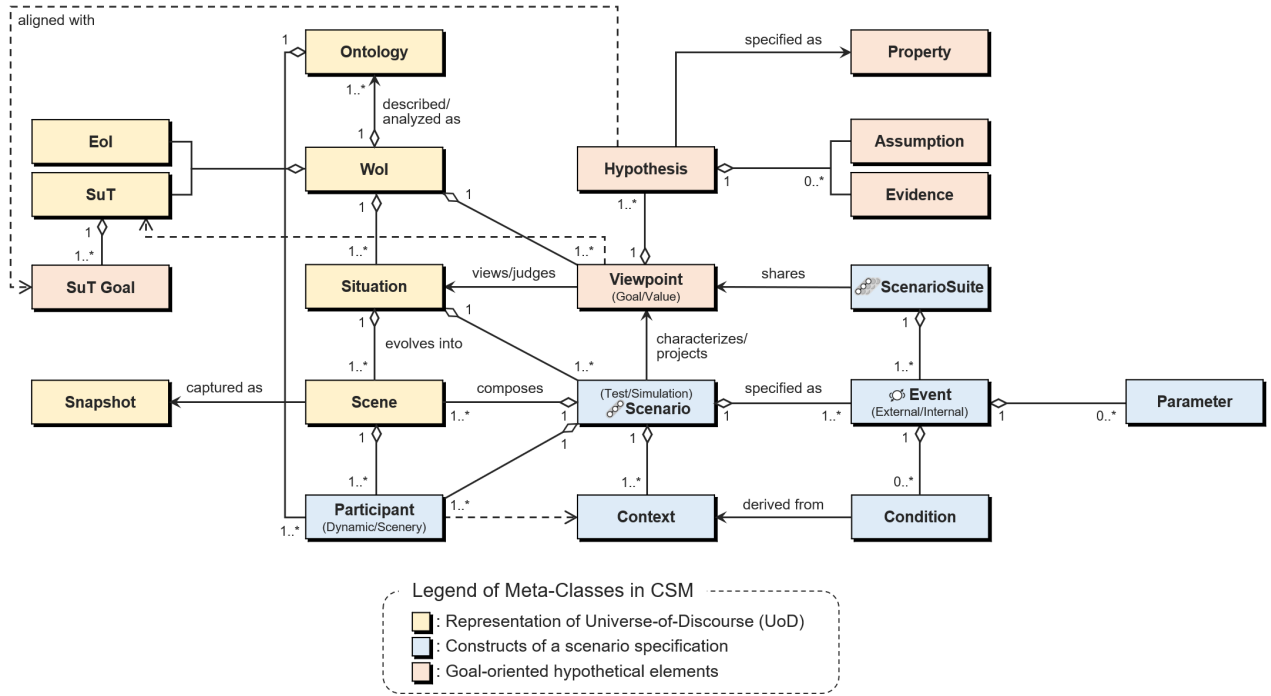 aligned with
1
Ontology
specified as
Property
1..*
described/
analyzed as
1
EoI
WoI
Hypothesis
Assumption
1
0..*
SuT
Evidence
1
1
1..*
1
1..*
1..*
1..*
1
SuT Goal
Situation
views/judges
Viewpoint
(Goal/Value)
shares
ScenarioSuite
1
1
1
evolves into
characterizes/
projects
1..*
1..*
1..*
Snapshot
captured as
Scene
composes
(Test/Simulation)
Scenario
specified as
Event
(External/Internal)
Parameter
1..*
1
1
1..*
1
0..*
1
1
1
1
1..*
1..*
1..*
0..*
Participant
(Dynamic/Scenery)
Context
derived from
Condition
1..*
Legend of Meta-Classes in CSM
: Representation of Universe-of-Discourse (UoD)
: Constructs of a scenario specification
: Goal-oriented hypothetical elements